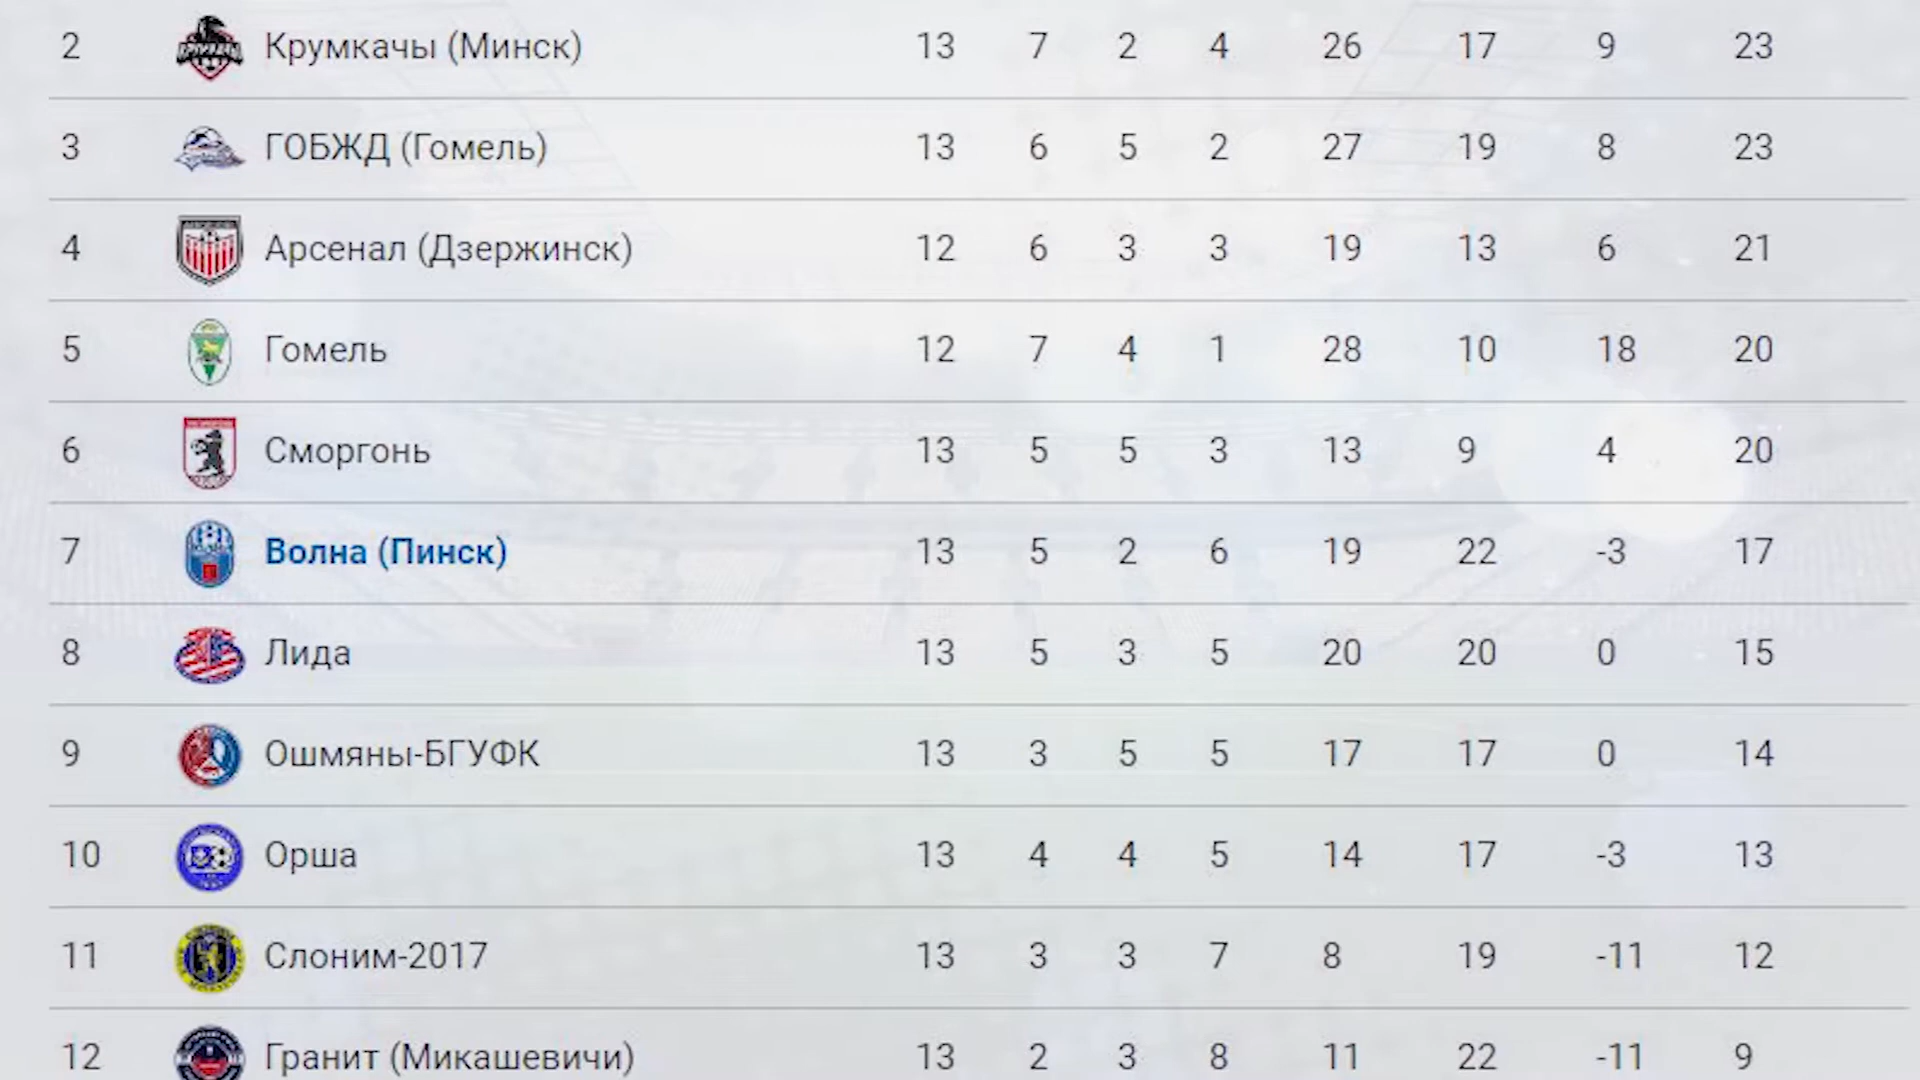 2 Крумкачы (Минск) 13 7 2 4 26 17 9 23
3 ГОБЖД (Гомель) 13 6 5 2 27 19 8 23
4 Арсенал (Дзержинск) 12 6 3 3 19 13 6 21
5 Гомель 12 7 4 1 28 10 18 20
6 Сморгонь 13 5 5 3 13 9 4 20
7 Волна (Пинск) 13 5 2 6 19 22 -3 17
8 Лида 13 5 3 5 20 20 0 15
9 Ошмяны-БГУФК 13 3 5 5 17 17 0 14
10 Орша 13 4 4 5 14 17 -3 13
11 Слоним-2017 13 3 3 7 8 19 -11 12
12 Гранит (Микашевичи) 13 2 3 8 11 22 -11 9